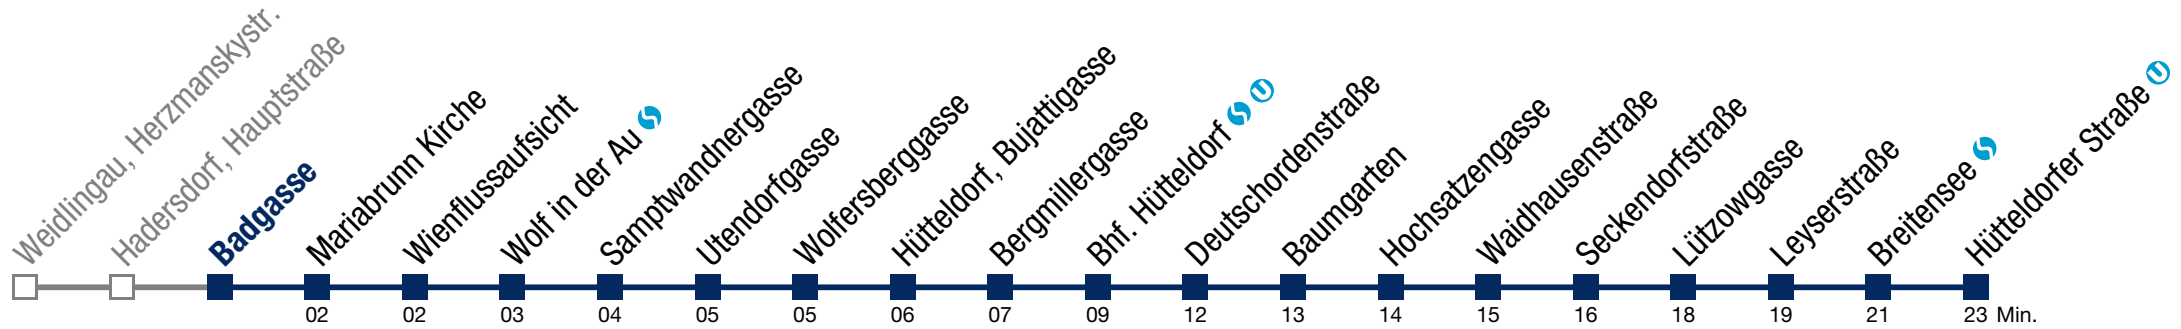 Weidlingau, Herzmanskystr.
Hadersdorf, Hauptstraße
Badgasse
Mariabrunn Kirche
Wienflussaufsicht
Wolf in der Au
Samptwandnergasse
Utendorfgasse
Wolfersberggasse
Hütteldorf, Bujattigasse
Bergmillergasse
Bhf. Hütteldorf
Deutschordenstraße
Baumgarten
Hochsatzengasse
Waidhausenstraße
Seckendorfstraße
Lützowgasse
Leyserstraße
Breitensee
Hütteldorfer Straße
02 02 03 04 05 05 06 07 09 12 13 14 15 16 18 19 21 23 Min.